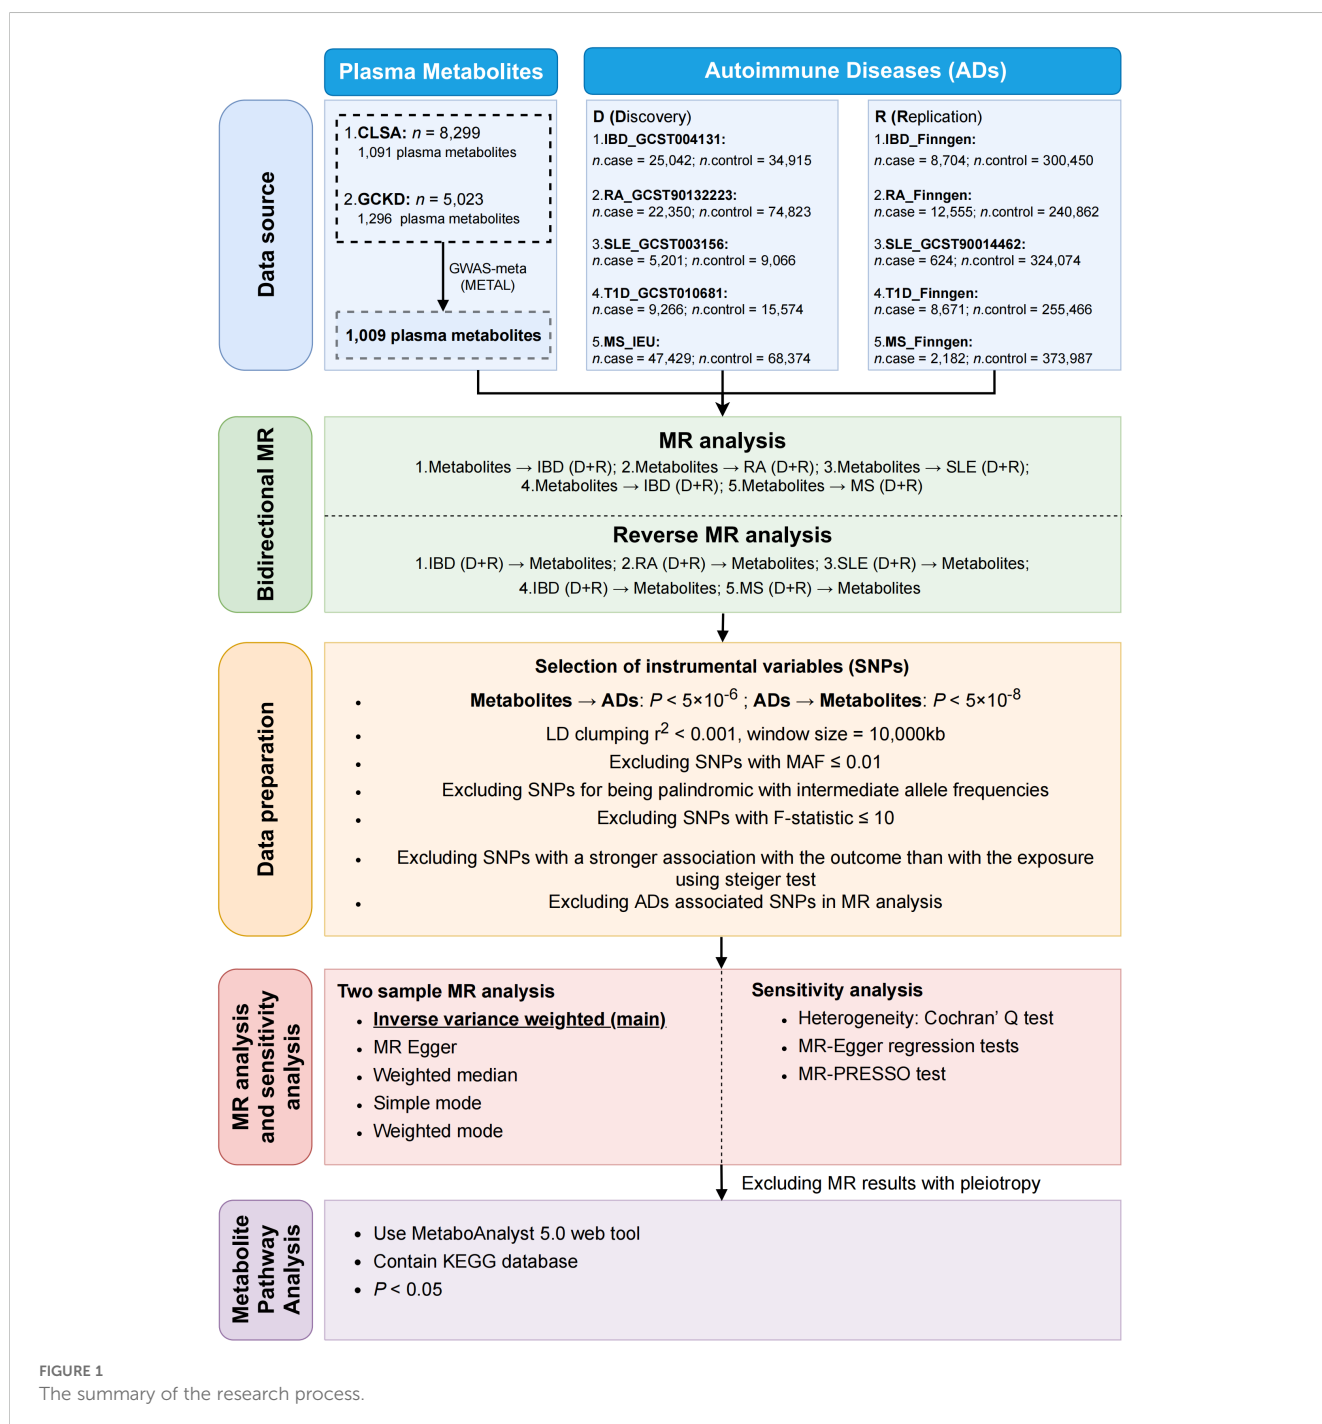 Plasma Metabolites
Autoimmune Diseases (ADs)
Data source
1.CLSA: n = 8,299
1,091 plasma metabolites
2.GCKD: n = 5,023
1,296 plasma metabolites
GWAS-meta
(METAL)
1,009 plasma metabolites
D (Discovery)
1.IBD_GCST004131:
n.case = 25,042; n.control = 34,915
2.RA_GCST90132223:
n.case = 22,350; n.control = 74,823
3.SLE_GCST003156:
n.case = 5,201; n.control = 9,066
4.T1D_GCST010681:
n.case = 9,266; n.control = 15,574
5.MS_IEU:
n.case = 47,429; n.control = 68,374
R (Replication)
1.IBD_Finngen:
n.case = 8,704; n.control = 300,450
2.RA_Finngen:
n.case = 12,555; n.control = 240,862
3.SLE_GCST90014462:
n.case = 624; n.control = 324,074
4.T1D_Finngen:
n.case = 8,671; n.control = 255,466
5.MS_Finngen:
n.case = 2,182; n.control = 373,987
Bidirectional MR
MR analysis
1.Metabolites → IBD (D+R); 2.Metabolites → RA (D+R); 3.Metabolites → SLE (D+R);
4.Metabolites → IBD (D+R); 5.Metabolites → MS (D+R)
Reverse MR analysis
1.IBD (D+R) → Metabolites; 2.RA (D+R) → Metabolites; 3.SLE (D+R) → Metabolites;
4.IBD (D+R) → Metabolites; 5.MS (D+R) → Metabolites
Data preparation
Selection of instrumental variables (SNPs)
• Metabolites → ADs: P < 5×10⁻⁶ ; ADs → Metabolites: P < 5×10⁻⁸
• LD clumping r² < 0.001, window size = 10,000kb
• Excluding SNPs with MAF ≤ 0.01
• Excluding SNPs for being palindromic with intermediate allele frequencies
• Excluding SNPs with F-statistic ≤ 10
• Excluding SNPs with a stronger association with the outcome than with the exposure
using steiger test
• Excluding ADs associated SNPs in MR analysis
MR analysis
and sensitivity
analysis
Two sample MR analysis
• Inverse variance weighted (main)
• MR Egger
• Weighted median
• Simple mode
• Weighted mode
Sensitivity analysis
• Heterogeneity: Cochran' Q test
• MR-Egger regression tests
• MR-PRESSO test
Excluding MR results with pleiotropy
Metabolite
Pathway
Analysis
• Use MetaboAnalyst 5.0 web tool
• Contain KEGG database
• P < 0.05
FIGURE 1
The summary of the research process.